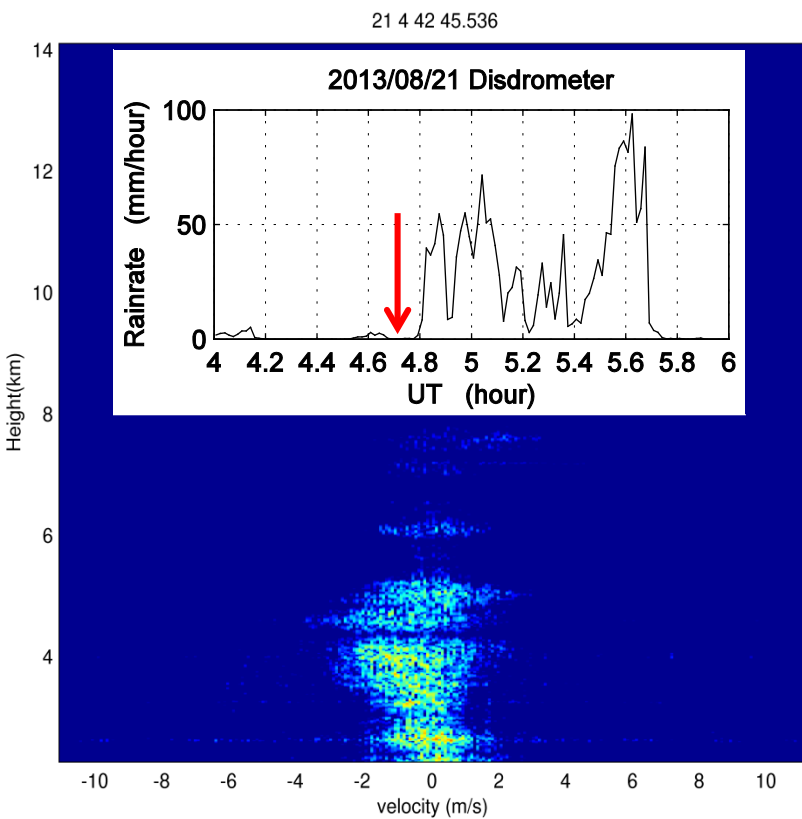 21 4 42 45.536
14
12
10
8
6
4
Height(km)
2013/08/21 Disdrometer
100
50
0
Rainrate (mm/hour)
4 4.2 4.4 4.6 4.8 5 5.2 5.4 5.6 5.8 6
UT (hour)
-10 -8 -6 -4 -2 0 2 4 6 8 10
velocity (m/s)